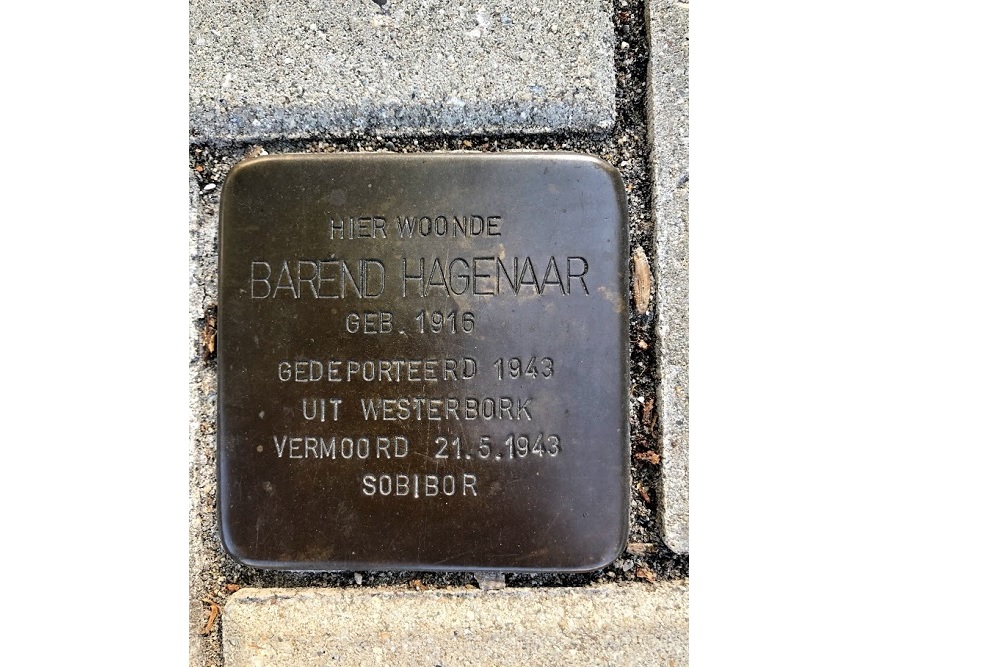 HIER WOONDE
BAREND HAGENAAR
GEB. 1916
GEDEPORTEERD 1943
UIT WESTERBORK
VERMOORD 21.5.1943
SOBIBOR